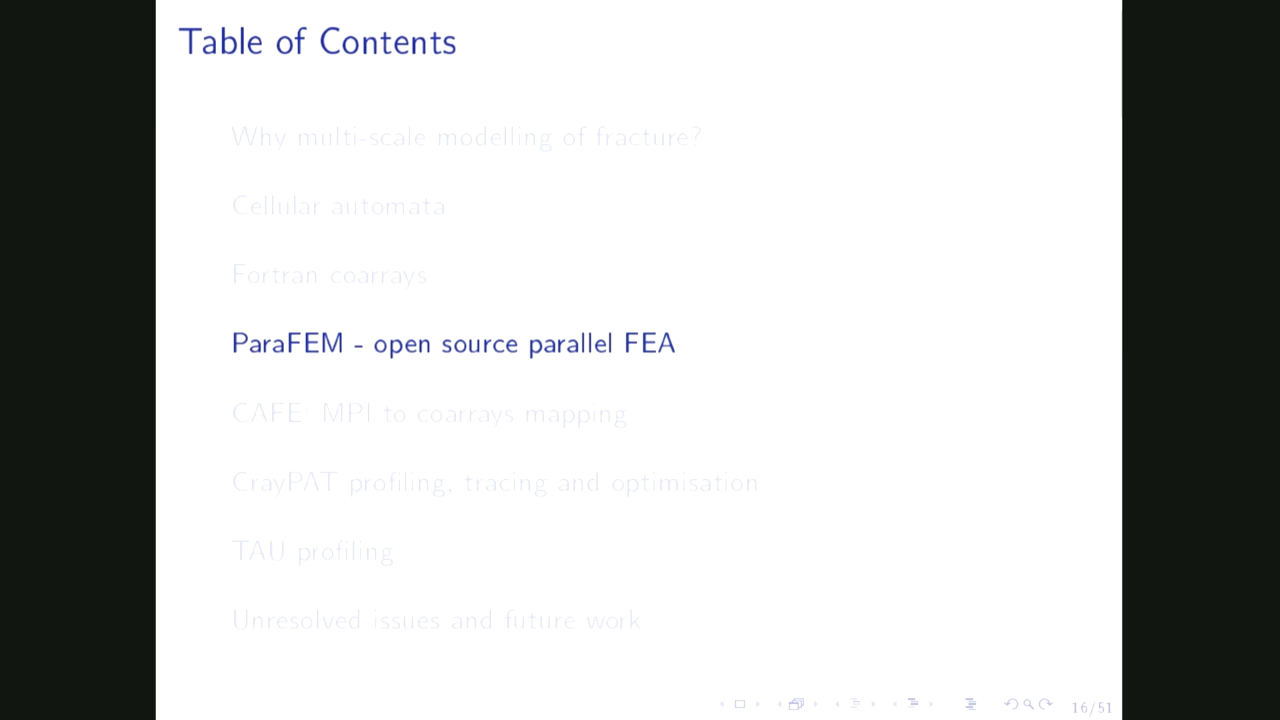 Table of Contents
Why multi-scale modelling of fracture?
Cellular automata
Fortran coarrays
ParaFEM - open source parallel FEA
CAFE MPI to coarrays mapping
CrayPAT profiling, tracing and optimisation
TAU profiling
Unresolved issues and future work
16/51